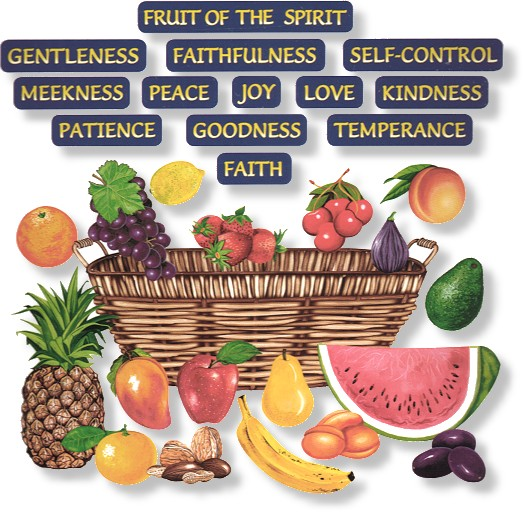 FRUIT OF THE SPIRIT
GENTLENESS FAITHFULNESS SELF-CONTROL
MEEKNESS PEACE JOY LOVE KINDNESS
PATIENCE GOODNESS TEMPERANCE
FAITH